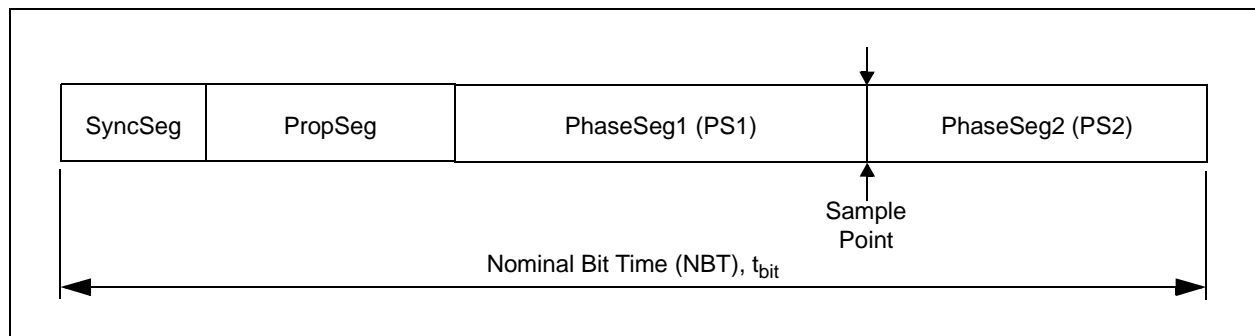 SyncSeg
PropSeg
PhaseSeg1 (PS1)
PhaseSeg2 (PS2)
Sample
Point
Nominal Bit Time (NBT), tbit